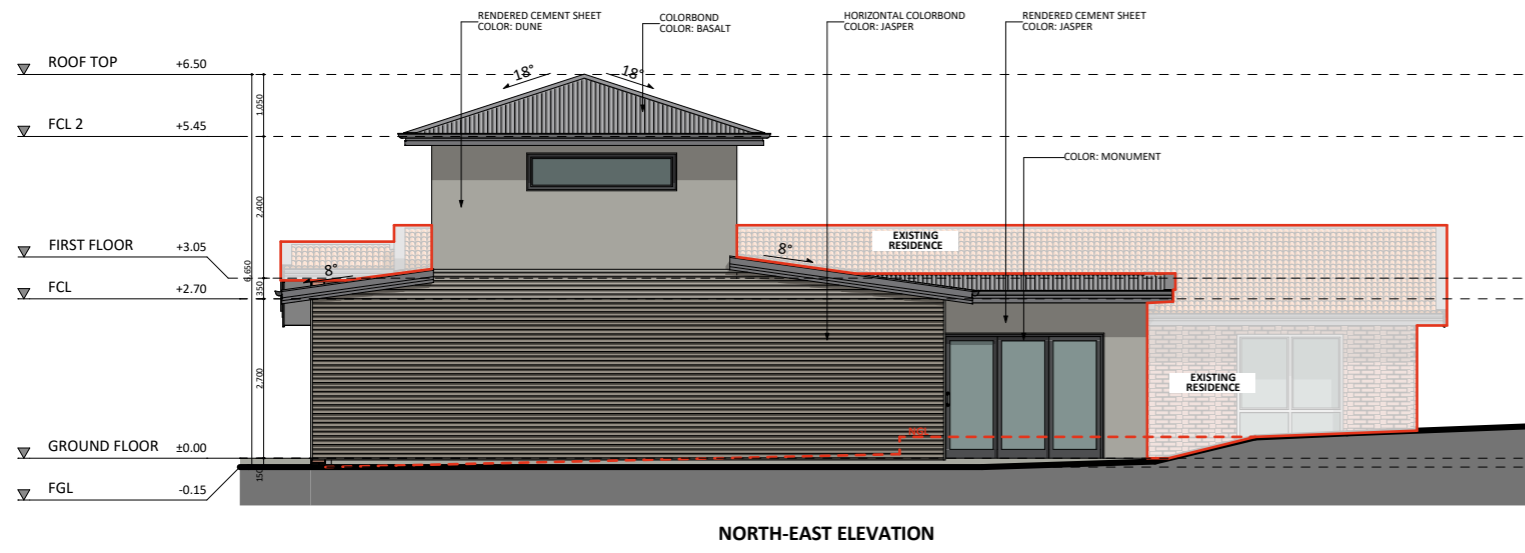 RENDERED CEMENT SHEET
COLOR: DUNE
COLORBOND
COLOR: BASALT
HORIZONTAL COLORBOND
COLOR: JASPER
RENDERED CEMENT SHEET
COLOR: JASPER
ROOF TOP +6.50
18° 18°
1,050
FCL 2 +5.45
COLOR: MONUMENT
2,400
EXISTING
RESIDENCE
FIRST FLOOR +3.05
8° 8°
6,650
350
FCL +2.70
2,700
EXISTING
RESIDENCE
GROUND FLOOR ±0.00
150
FGL -0.15
NORTH-EAST ELEVATION